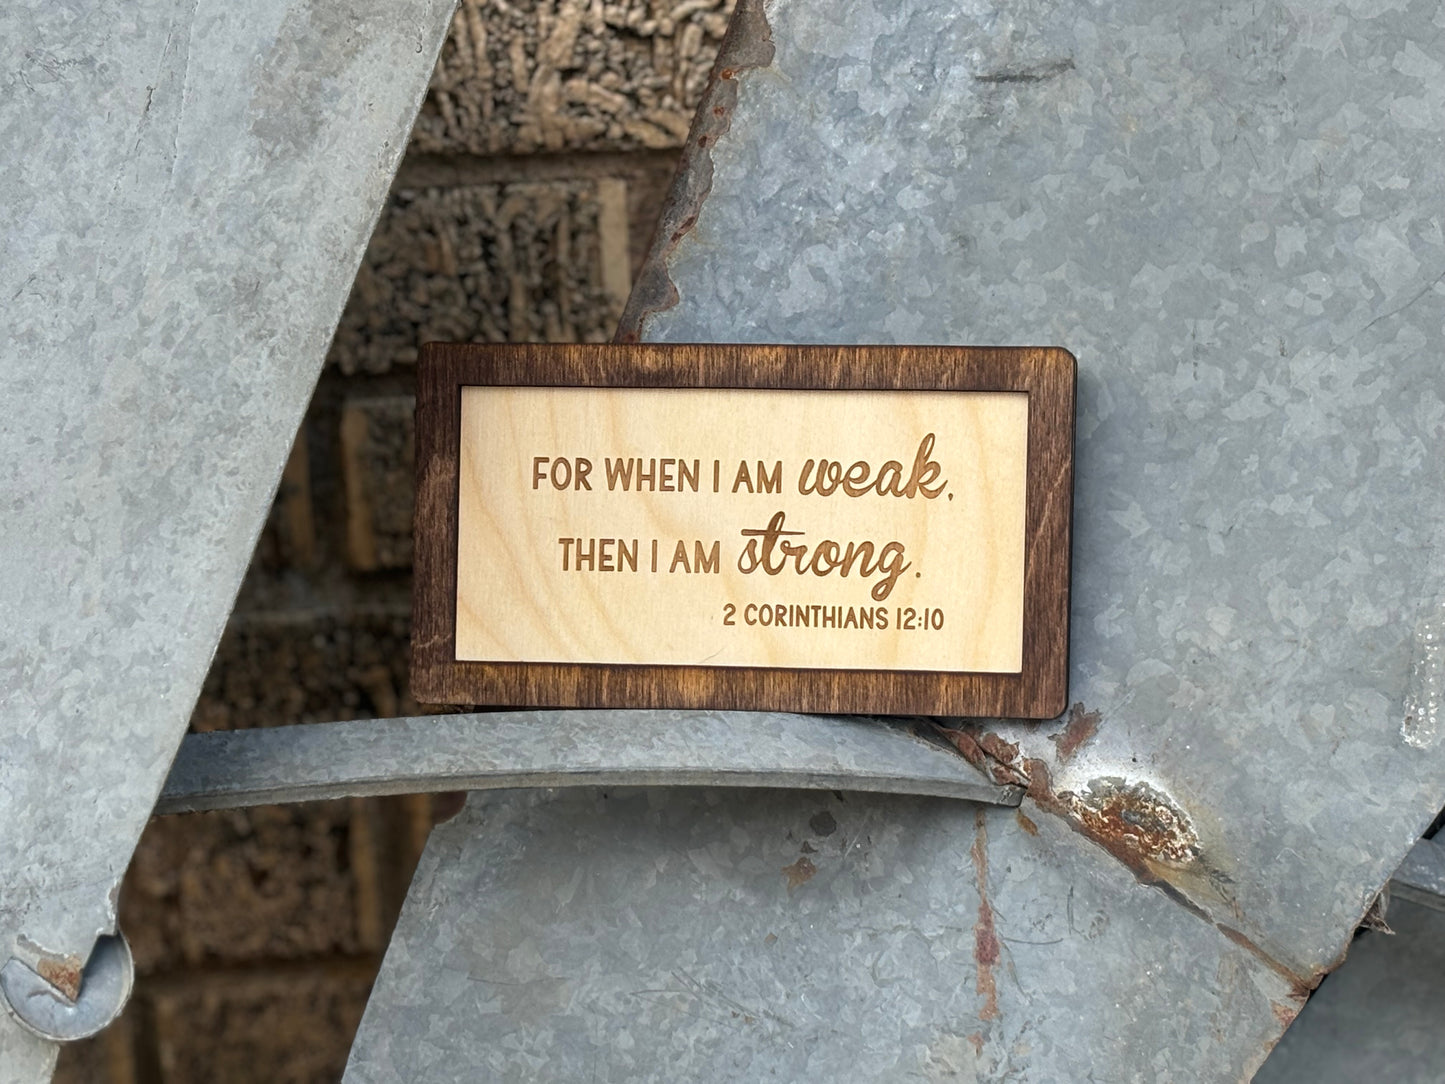 FOR WHEN I AM weak,
THEN I AM strong.
2 CORINTHIANS 12:10